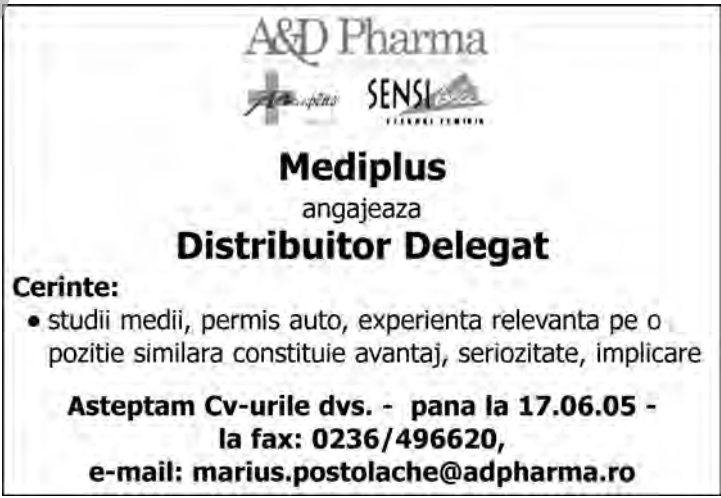 A&D Pharma
SENSI
Mediplus
angajeaza
Distribuitor Delegat
Cerinte:
• studii medii, permis auto, experienta relevanta pe o
pozitie similara constituie avantaj, seriozitate, implicare
Asteptam Cv-urile dvs. - pana la 17.06.05 -
la fax: 0236/496620,
e-mail: marius.postolache@adpharma.ro